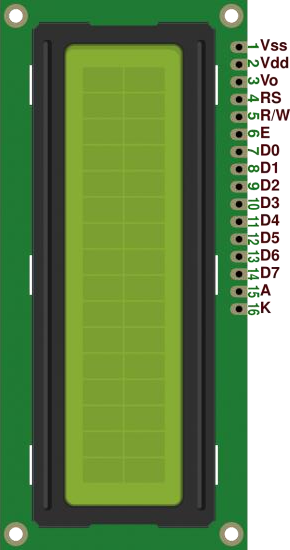 1 Vss
2 Vdd
3 Vo
4 RS
5 R/W
6 E
7 D0
8 D1
9 D2
10 D3
11 D4
12 D5
13 D6
14 D7
15 A
16 K